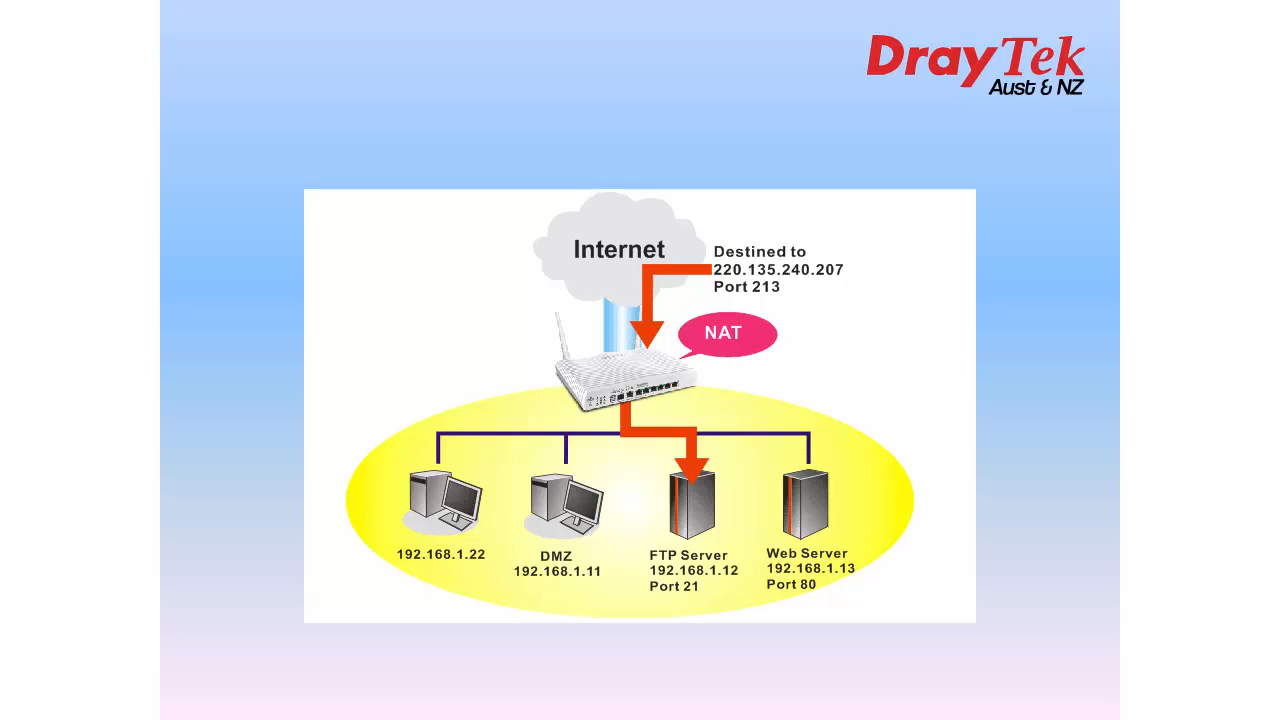 DrayTek
Aust & NZ
Internet
Destined to
220.135.240.207
Port 213
NAT
192.168.1.22
DMZ
192.168.1.11
FTP Server
192.168.1.12
Port 21
Web Server
192.168.1.13
Port 80